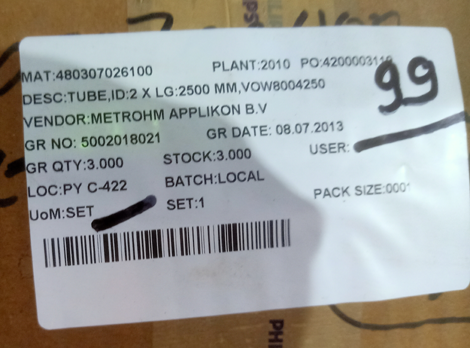 MAT:480307026100 PLANT:2010 PO:4200003119
99
DESC:TUBE,ID:2 X LG:2500 MM,VOW8004250
VENDOR:METROHM APPLIKON B.V
GR NO: 5002018021 GR DATE: 08.07.2013
GR QTY:3.000 STOCK:3.000 USER:
LOC:PY C-422 BATCH:LOCAL PACK SIZE:0001
UoM:SET SET:1